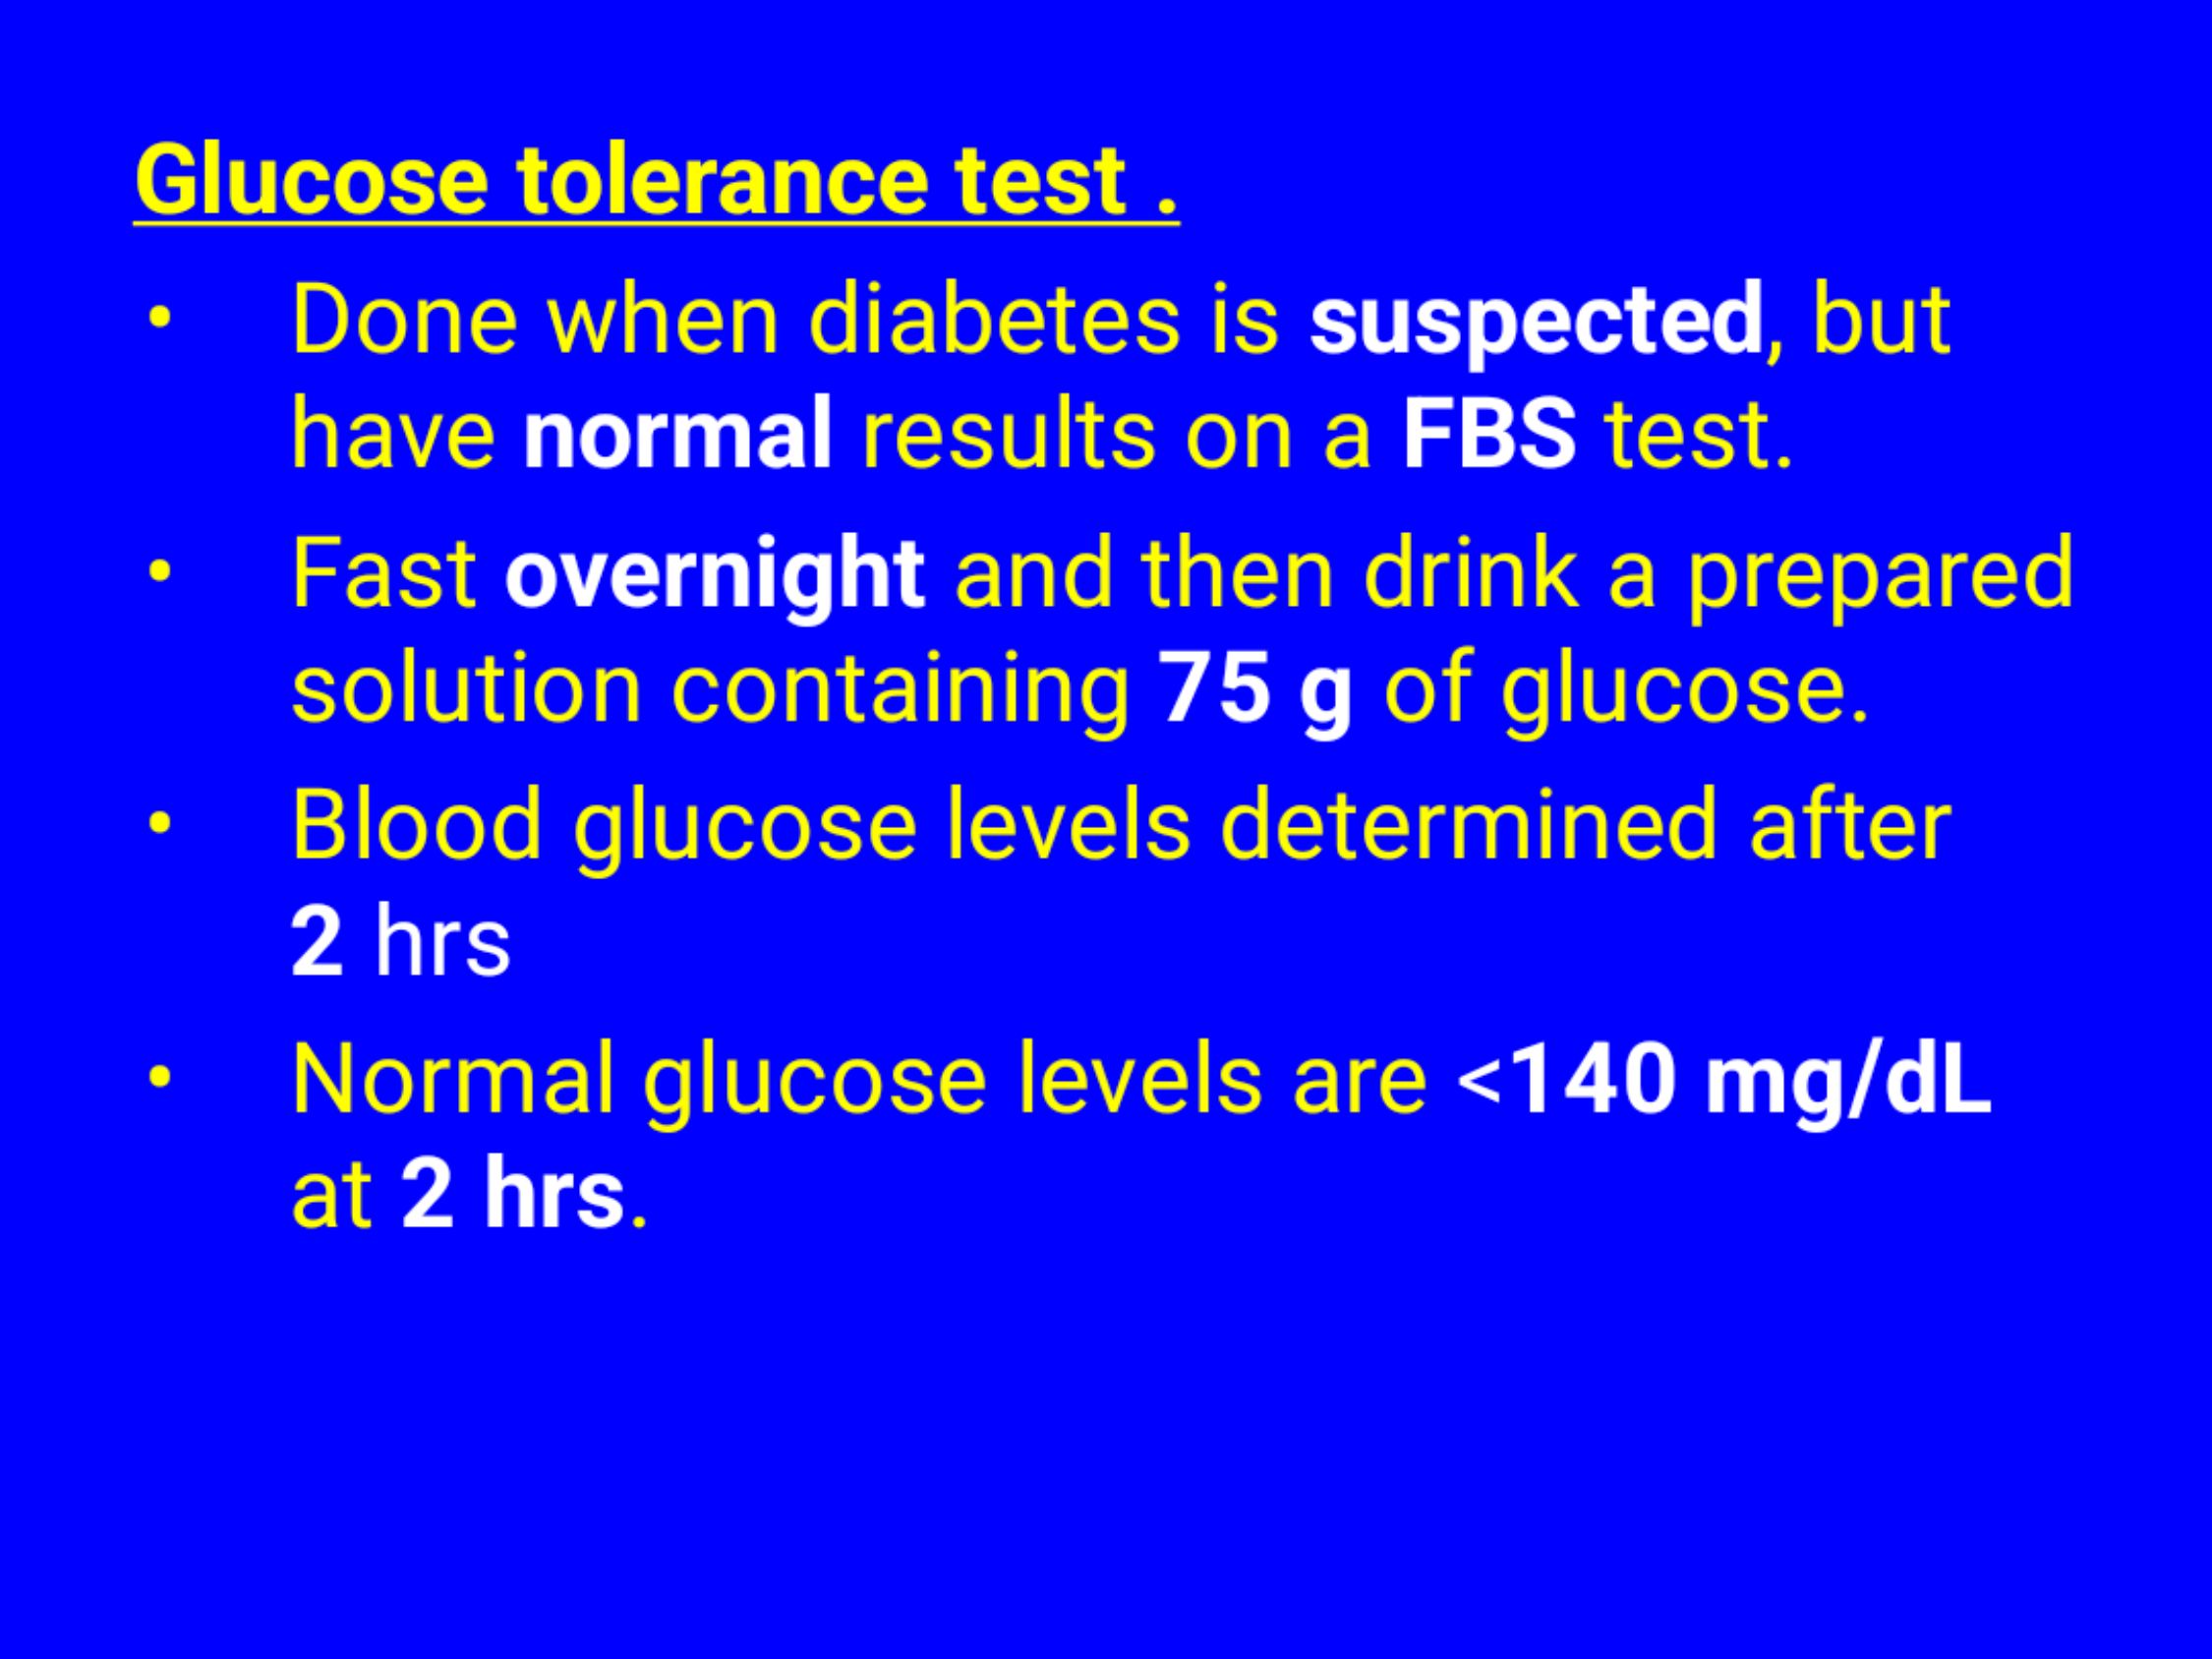 Glucose tolerance test .
• Done when diabetes is suspected, but
have normal results on a FBS test.
• Fast overnight and then drink a prepared
solution containing 75 g of glucose.
• Blood glucose levels determined after
2 hrs
• Normal glucose levels are <140 mg/dL
at 2 hrs.